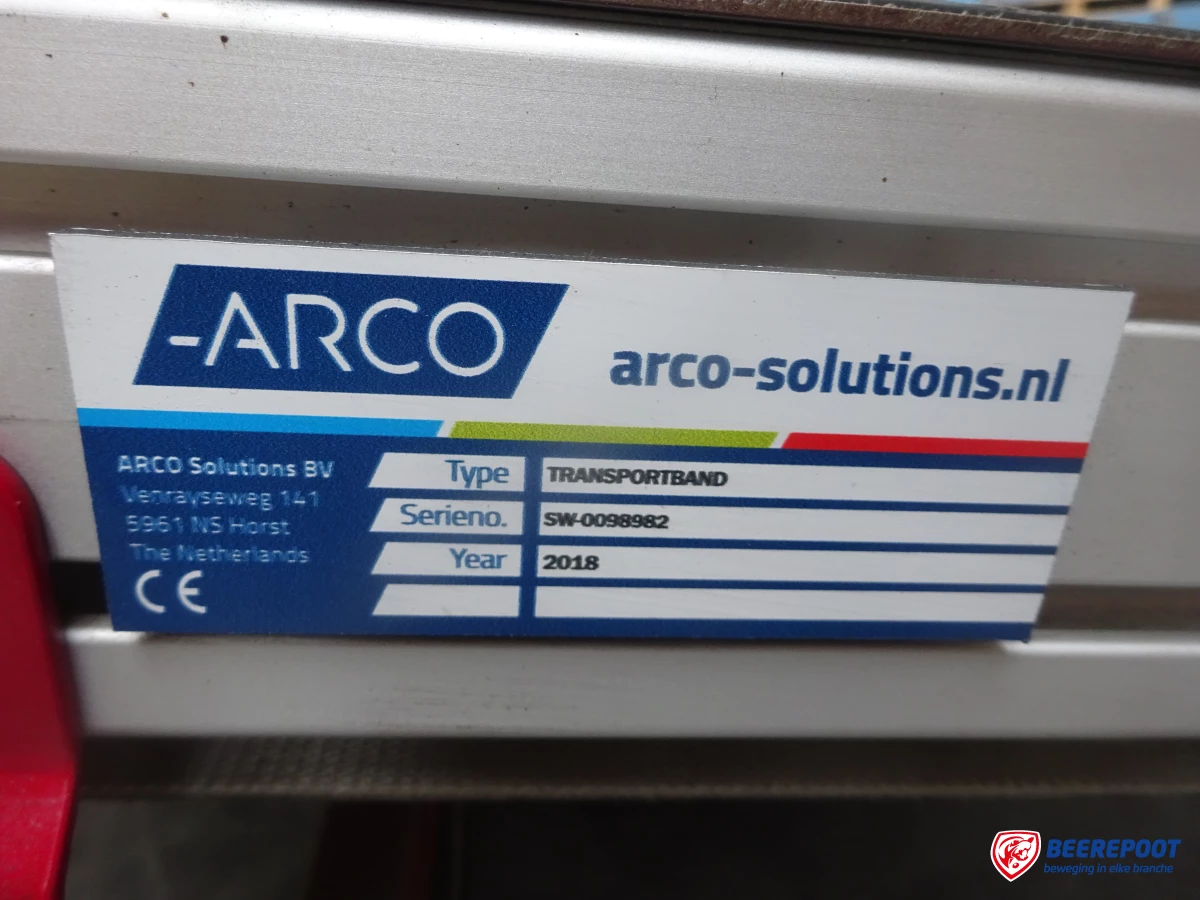 -ARCO
arco-solutions.nl
ARCO Solutions BV
Venrayseweg 141
5961 NS Horst
The Netherlands
CE
Type TRANSPORTBAND
Serieno. SW-0098982
Year 2018
BEEREPOOT
beweging in elke branche